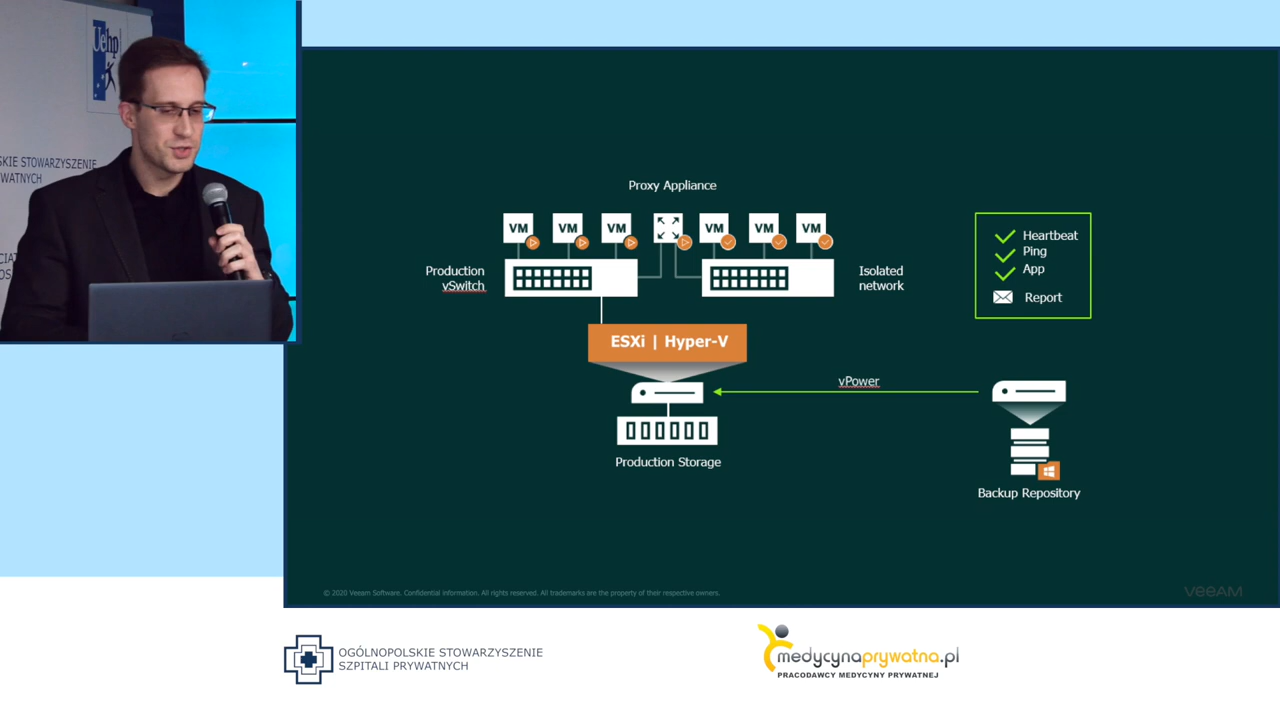 Uehp
SKIE STOWARZYSZENIE
WATNYCH
Proxy Appliance
VM
VM
VM
VM
VM
VM
Production
vSwitch
Isolated
network
Heartbeat
Ping
App
Report
ESXi | Hyper-V
vPower
Production Storage
Backup Repository
© 2020 Veeam Software. Confidential information. All rights reserved. All trademarks are the property of their respective owners.
veeAM
OGÓLNOPOLSKIE STOWARZYSZENIE
SZPITALI PRYWATNYCH
medycynaprywatna.pl
PRACODAWCY MEDYCYNY PRYWATNEJ